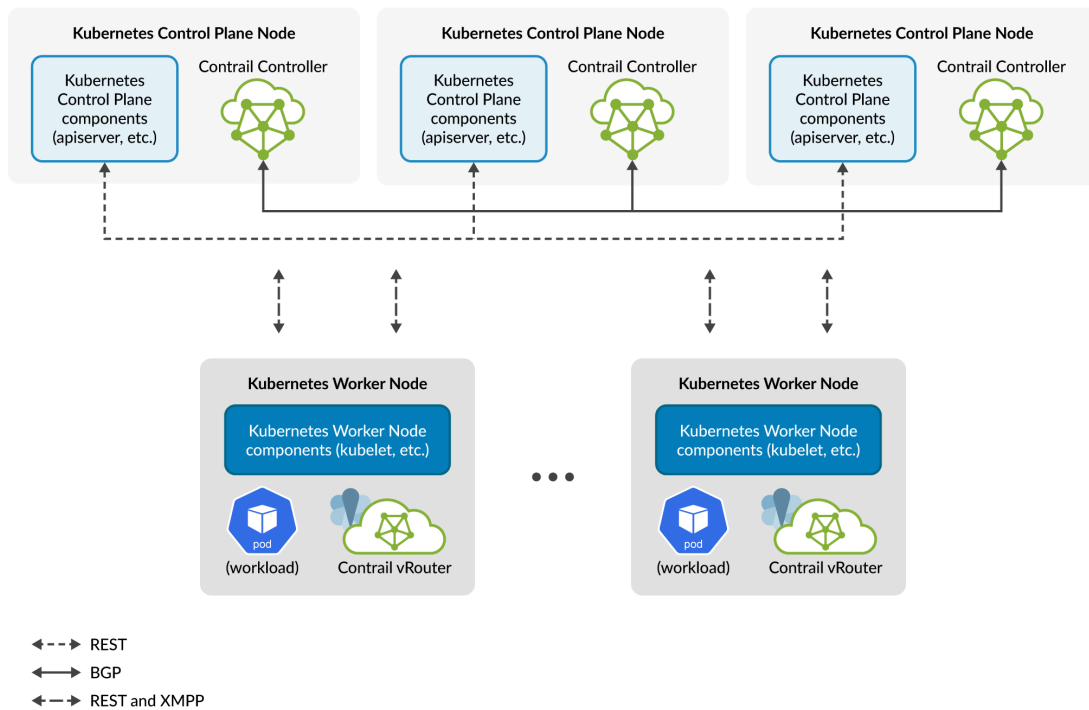 Kubernetes Control Plane Node
Kubernetes
Control Plane
components
(apiserver, etc.)
Contrail Controller
Kubernetes Control Plane Node
Kubernetes
Control Plane
components
(apiserver, etc.)
Contrail Controller
Kubernetes Control Plane Node
Kubernetes
Control Plane
components
(apiserver, etc.)
Contrail Controller
Kubernetes Worker Node
Kubernetes Worker Node
components (kubelet, etc.)
pod
(workload)
Contrail vRouter
Kubernetes Worker Node
Kubernetes Worker Node
components (kubelet, etc.)
pod
(workload)
Contrail vRouter
REST
BGP
REST and XMPP